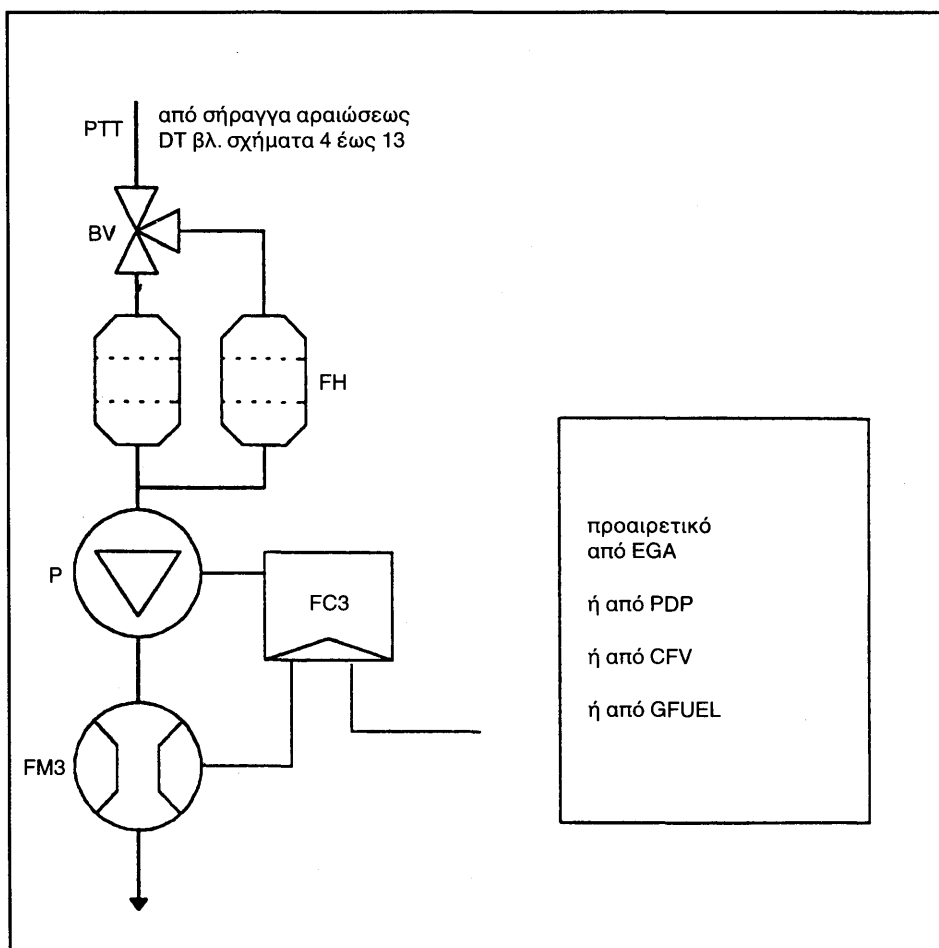 PTT
από σήραγγα αραιώσεως
DT βλ. σχήματα 4 έως 13
BV
FH
P
FC3
FM3
προαιρετικό
από EGA
ή από PDP
ή από CFV
ή από GFUEL